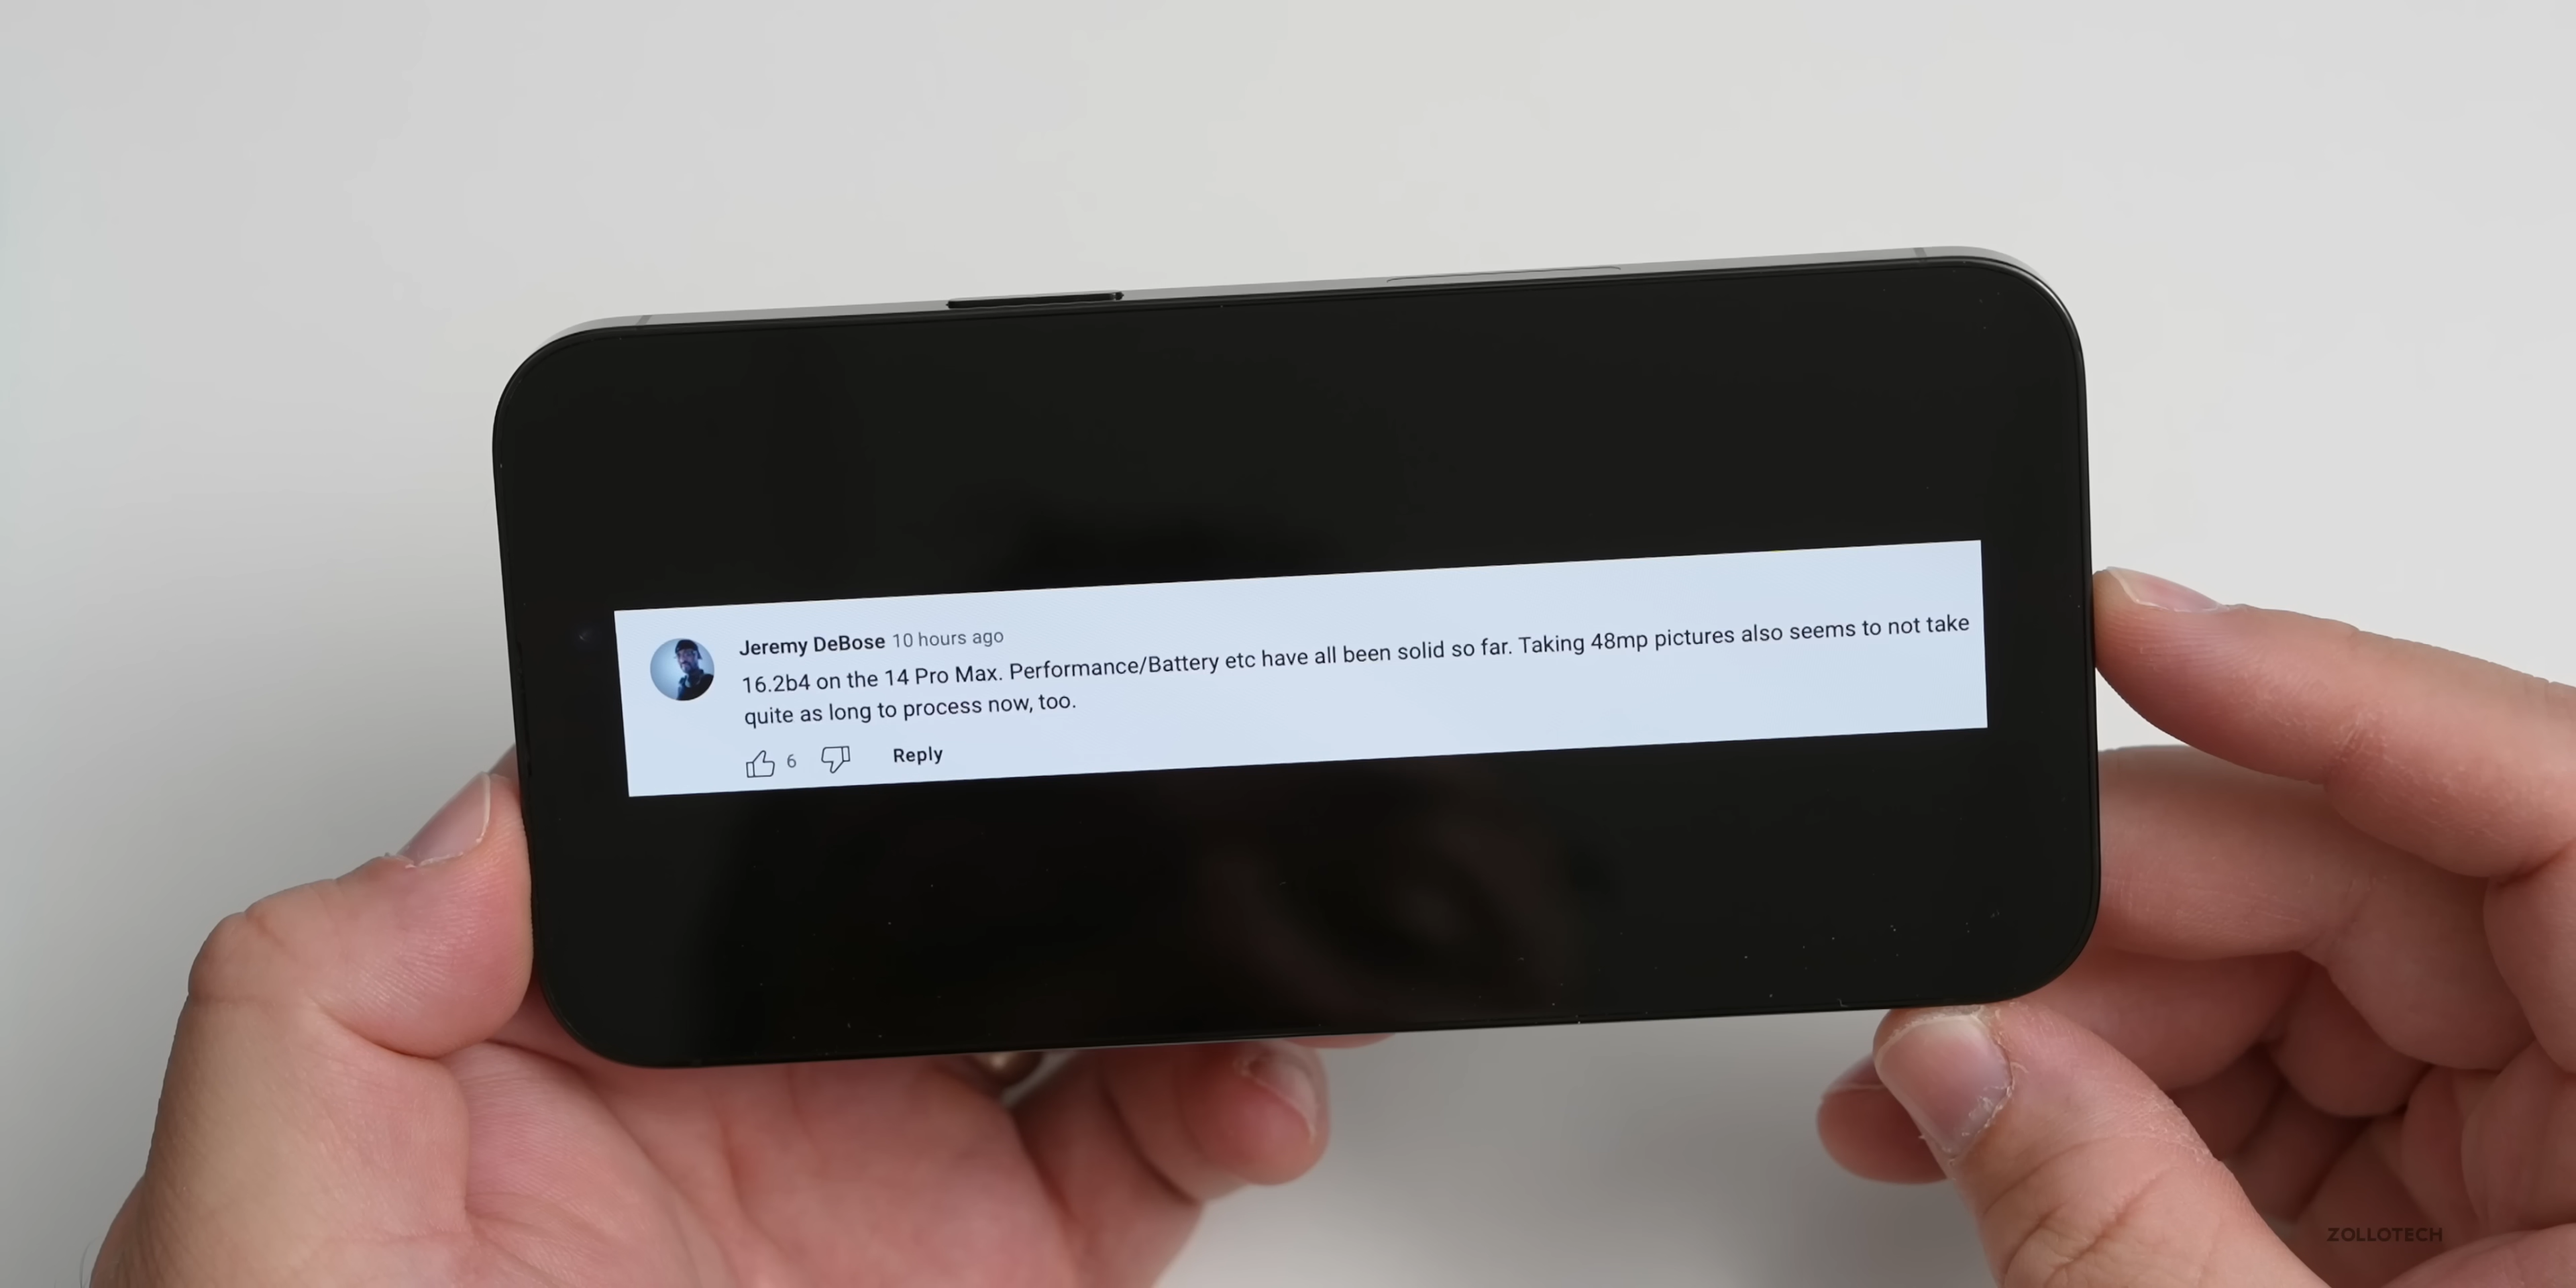 Jeremy DeBose 10 hours ago
16.2b4 on the 14 Pro Max. Performance/Battery etc have all been solid so far. Taking 48mp pictures also seems to not take
quite as long to process now, too.
6 Reply
ZOLLOTECH